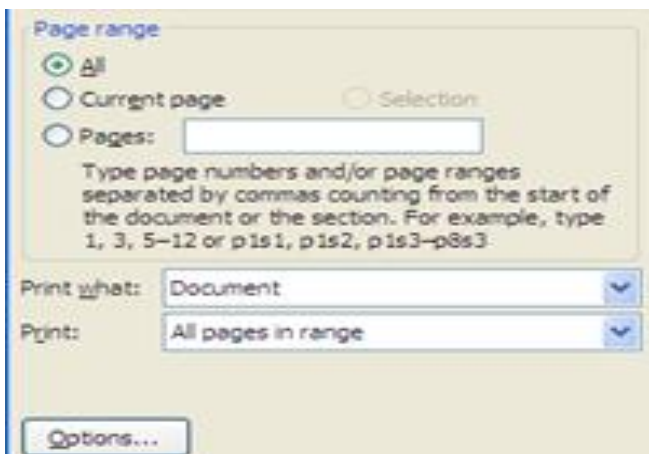 Page range
All
Current page Selection
Pages:
Type page numbers and/or page ranges
separated by commas counting from the start of
the document or the section. For example, type
1, 3, 5–12 or p1s1, p1s2, p1s3–p8s3
Print what: Document
Print: All pages in range
Options...